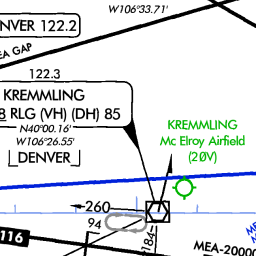 NVER 122.2
W106°33.71'
EA GAP
122.3
KREMMLING
8 RLG (VH) (DH) 85
N40°00.16'
W106°26.55'
DENVER
KREMMLING
Mc Elroy Airfield
(20V)
260
94
184
116
MEA-20000